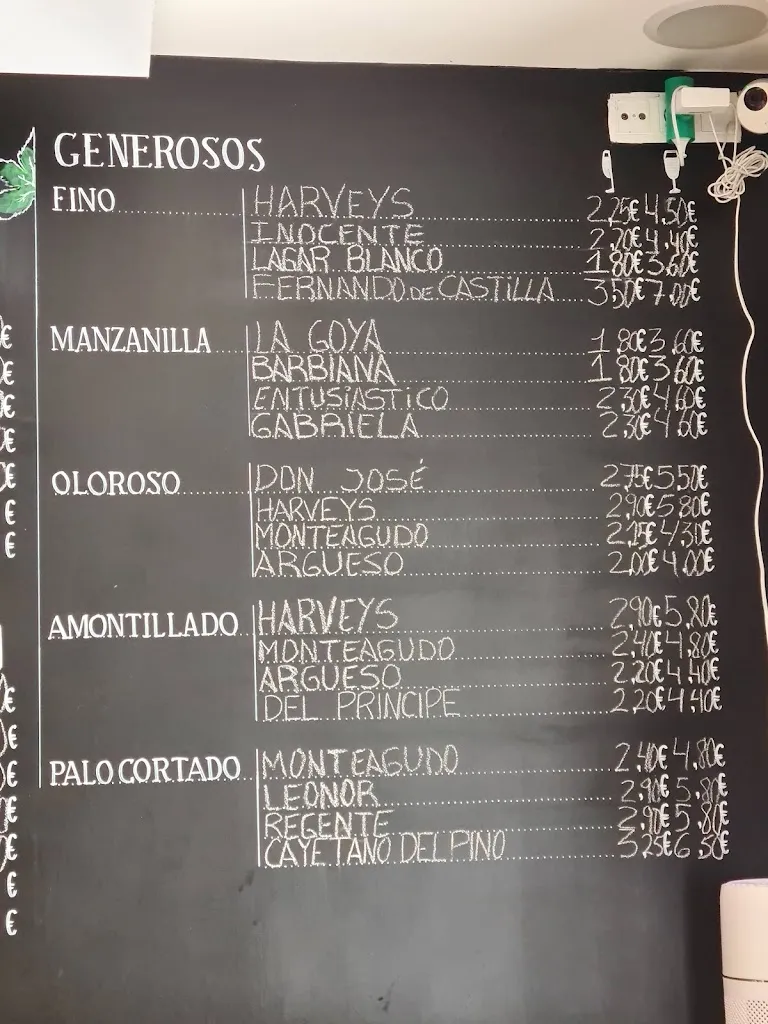 GENEROSOS
FINO HARVEYS 2,25€ 4,50€
INOCENTE 2,20€ 4,40€
LAGAR BLANCO 1,80€ 3,60€
FERNANDO DE CASTILLA 3,50€ 7,00€
MANZANILLA LA GOYA 1,80€ 3,60€
BARBIANA 1,80€ 3,60€
ENTUSIASTICO 2,30€ 4,60€
GABRIELA 2,30€ 4,60€
OLOROSO DON JOSÉ 2,75€ 5,50€
HARVEYS 2,90€ 5,80€
MONTEAGUDO 2,15€ 4,30€
ARGUESO 2,00€ 4,00€
AMONTILLADO HARVEYS 2,90€ 5,80€
MONTEAGUDO 2,40€ 4,80€
ARGUESO 2,20€ 4,40€
DEL PRINCIPE 2,20€ 4,40€
PALO CORTADO MONTEAGUDO 2,40€ 4,80€
LEONOR 2,90€ 5,80€
REGENTE 2,90€ 5,80€
CAYETANO DEL PINO 3,25€ 6,50€